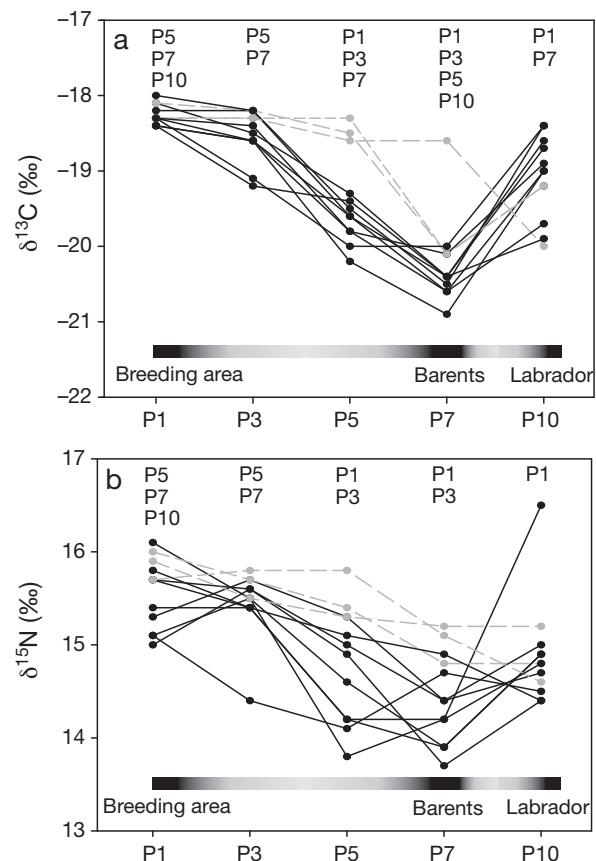 a
δ¹³C (‰)
−17
−18
−19
−20
−21
−22
P5 P5 P1 P1 P1
P7 P7 P3 P3 P7
P10 P7 P5
P10
Breeding area Barents Labrador
P1 P3 P5 P7 P10
b
δ¹⁵N (‰)
17
16
15
14
13
P5 P5 P1 P1 P1
P7 P7 P3 P3
P10
Breeding area Barents Labrador
P1 P3 P5 P7 P10